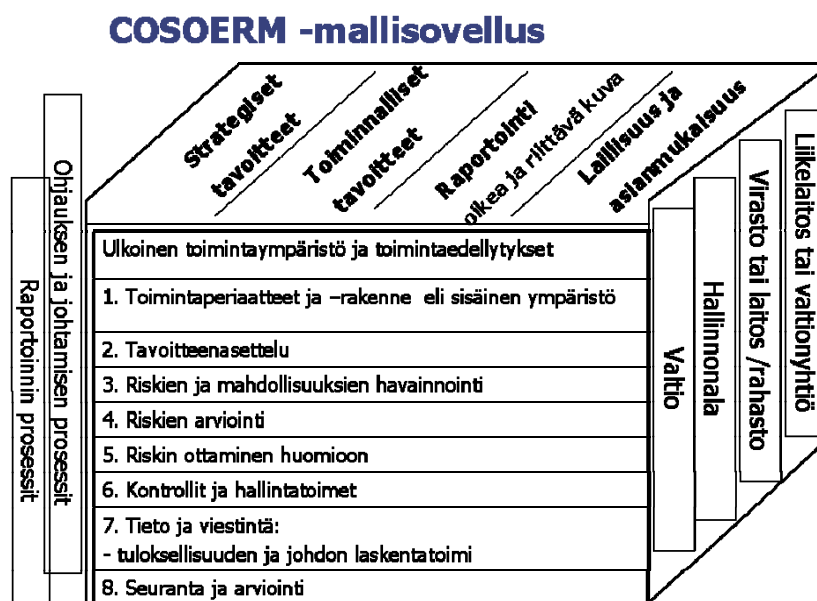 COSOERM -mallisovellus
Strategiset
tavoitteet
Toiminnalliset
tavoitteet
Raportointi
oikea ja riittävä kuva
Laillisuus ja
asianmukaisuus
Ohjauksen ja johtamisen prosessit
Raportoinnin prosessit
Ulkoinen toimintaympäristö ja toimintaedellytykset
1. Toimintaperiaatteet ja –rakenne eli sisäinen ympäristö
2. Tavoitteenasettelu
3. Riskien ja mahdollisuuksien havainnointi
4. Riskien arviointi
5. Riskin ottaminen huomioon
6. Kontrollit ja hallintatoimet
7. Tieto ja viestintä:
- tuloksellisuuden ja johdon laskentatoimi
8. Seuranta ja arviointi
Valtio
Hallinnonala
Virasto tai laitos /rahasto
Liikelaitos tai valtionyhtiö